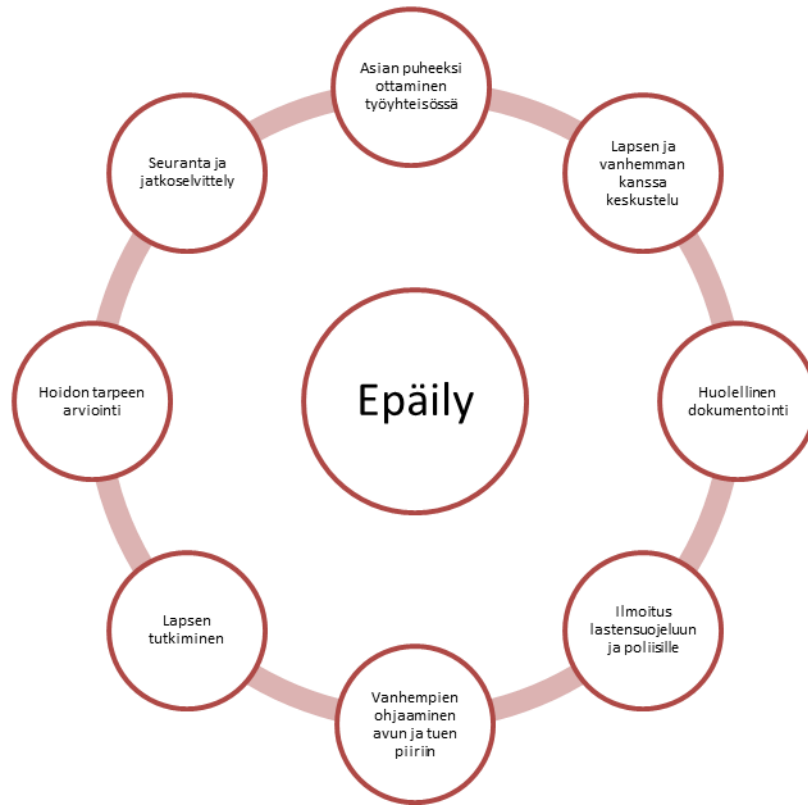 Asian puheeksi
ottaminen
työyhteisössä
Lapsen ja
vanhemman
kanssa
keskustelu
Huolellinen
dokumentointi
Ilmoitus
lastensuojeluun
ja poliisille
Vanhempien
ohjaaminen
avun ja tuen
piiriin
Lapsen
tutkiminen
Hoidon tarpeen
arviointi
Seuranta ja
jatkoselvittely
Epäily